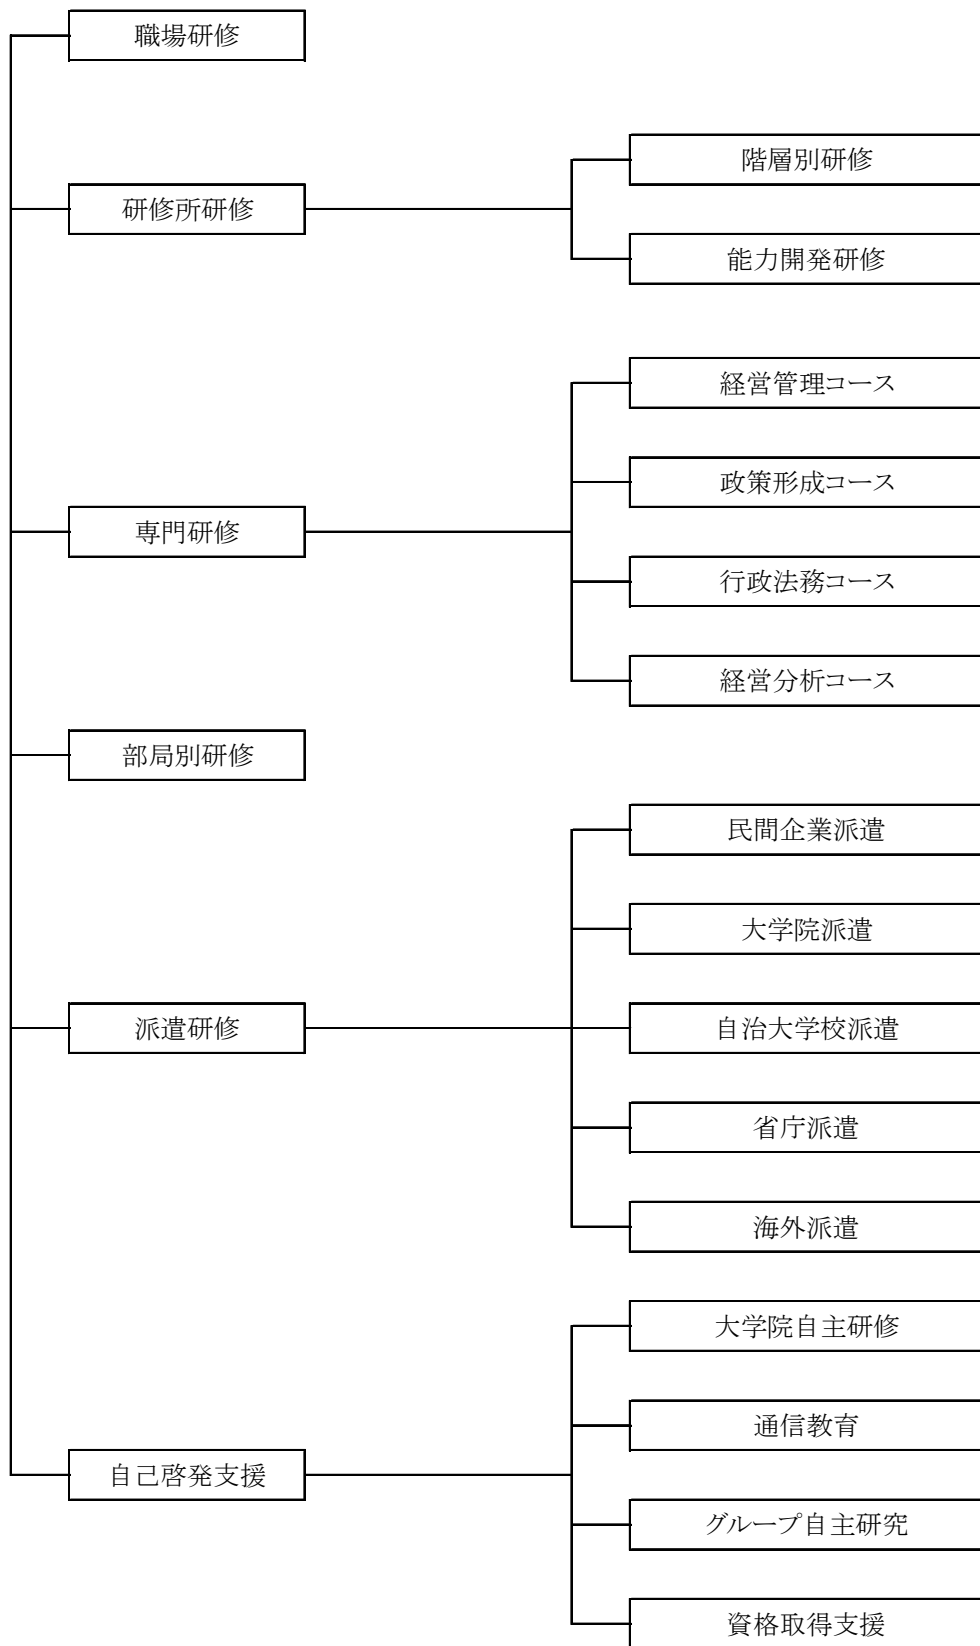 職場研修
研修所研修
階層別研修
能力開発研修
専門研修
経営管理コース
政策形成コース
行政法務コース
経営分析コース
部局別研修
派遣研修
民間企業派遣
大学院派遣
自治大学校派遣
省庁派遣
海外派遣
自己啓発支援
大学院自主研修
通信教育
グループ自主研究
資格取得支援